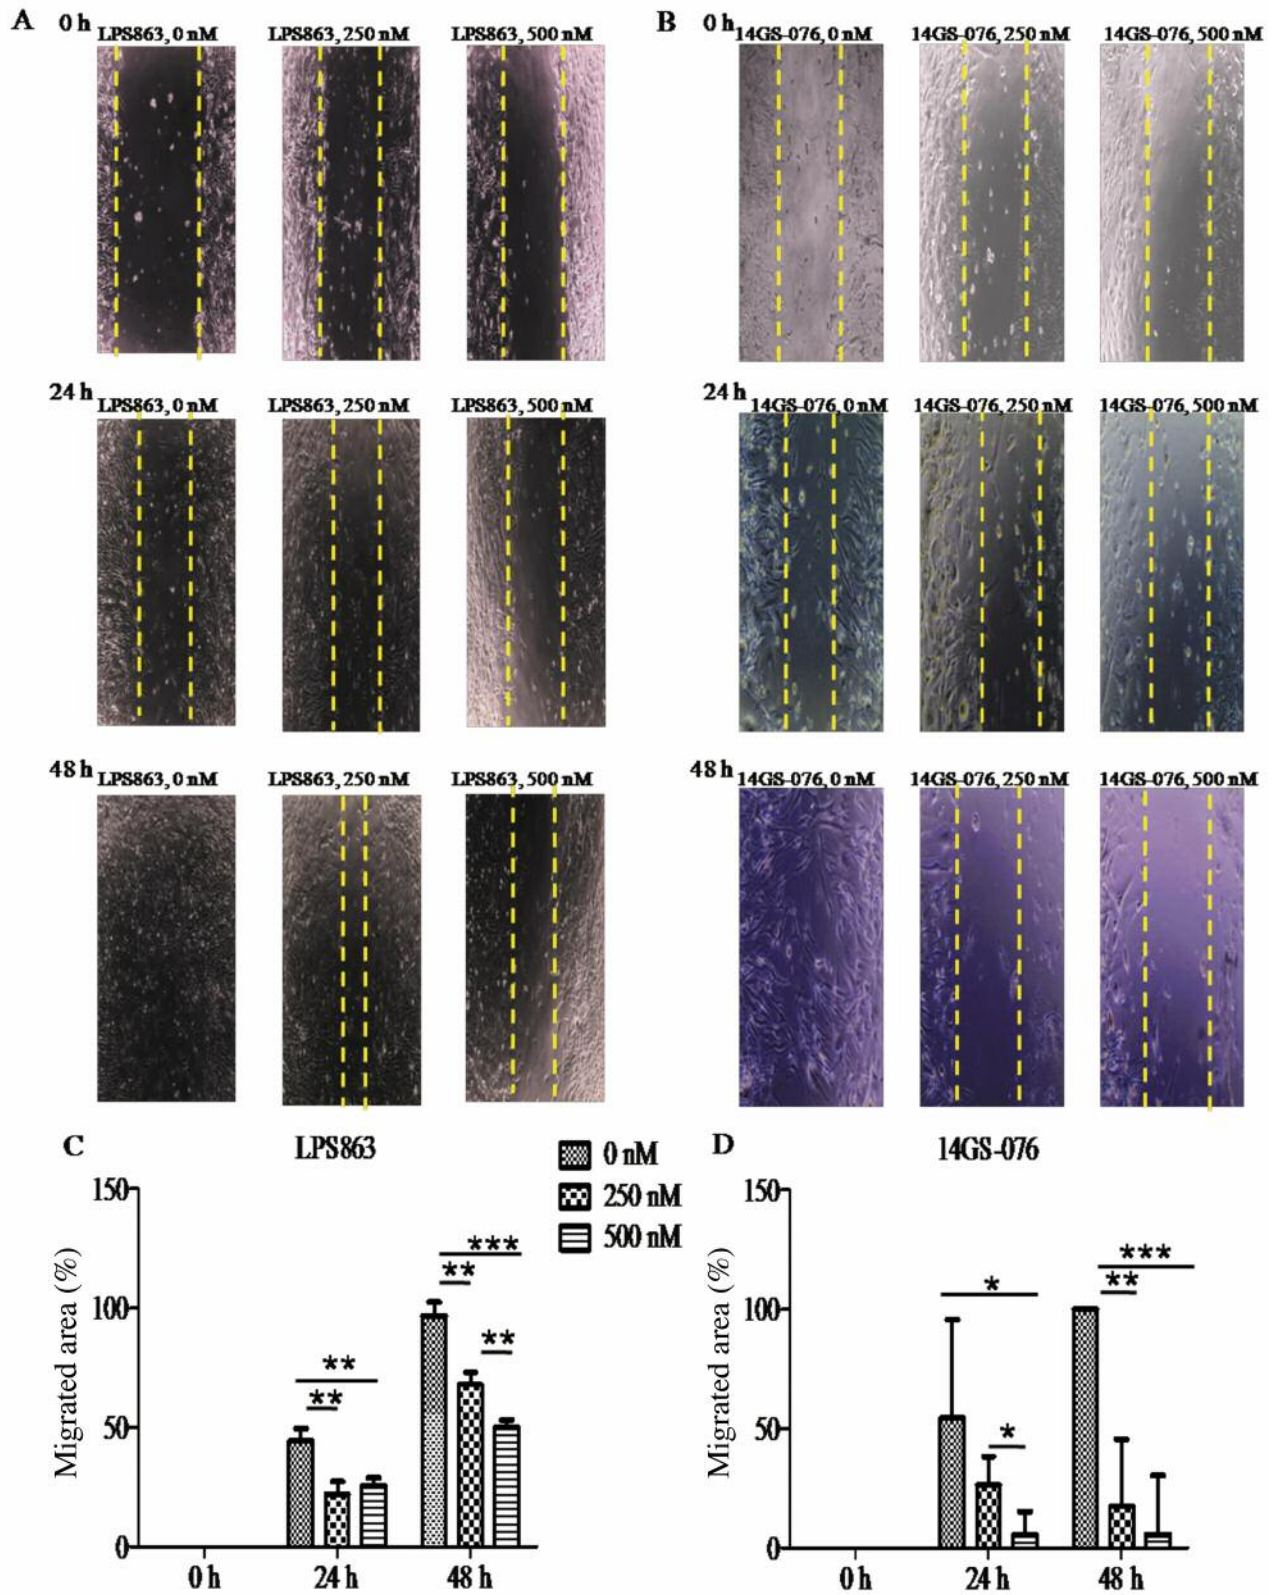 A
0 h
LPS863, 0 nM
LPS863, 250 nM
LPS863, 500 nM
24 h
LPS863, 0 nM
LPS863, 250 nM
LPS863, 500 nM
48 h
LPS863, 0 nM
LPS863, 250 nM
LPS863, 500 nM
B
0 h
14GS-076, 0 nM
14GS-076, 250 nM
14GS-076, 500 nM
24 h
14GS-076, 0 nM
14GS-076, 250 nM
14GS-076, 500 nM
48 h
14GS-076, 0 nM
14GS-076, 250 nM
14GS-076, 500 nM
C
LPS863
0 nM
250 nM
500 nM
Migrated area (%)
150
100
50
0
**
**
***
**
**
0 h
24 h
48 h
D
14GS-076
Migrated area (%)
150
100
50
0
*
*
***
**
0 h
24 h
48 h